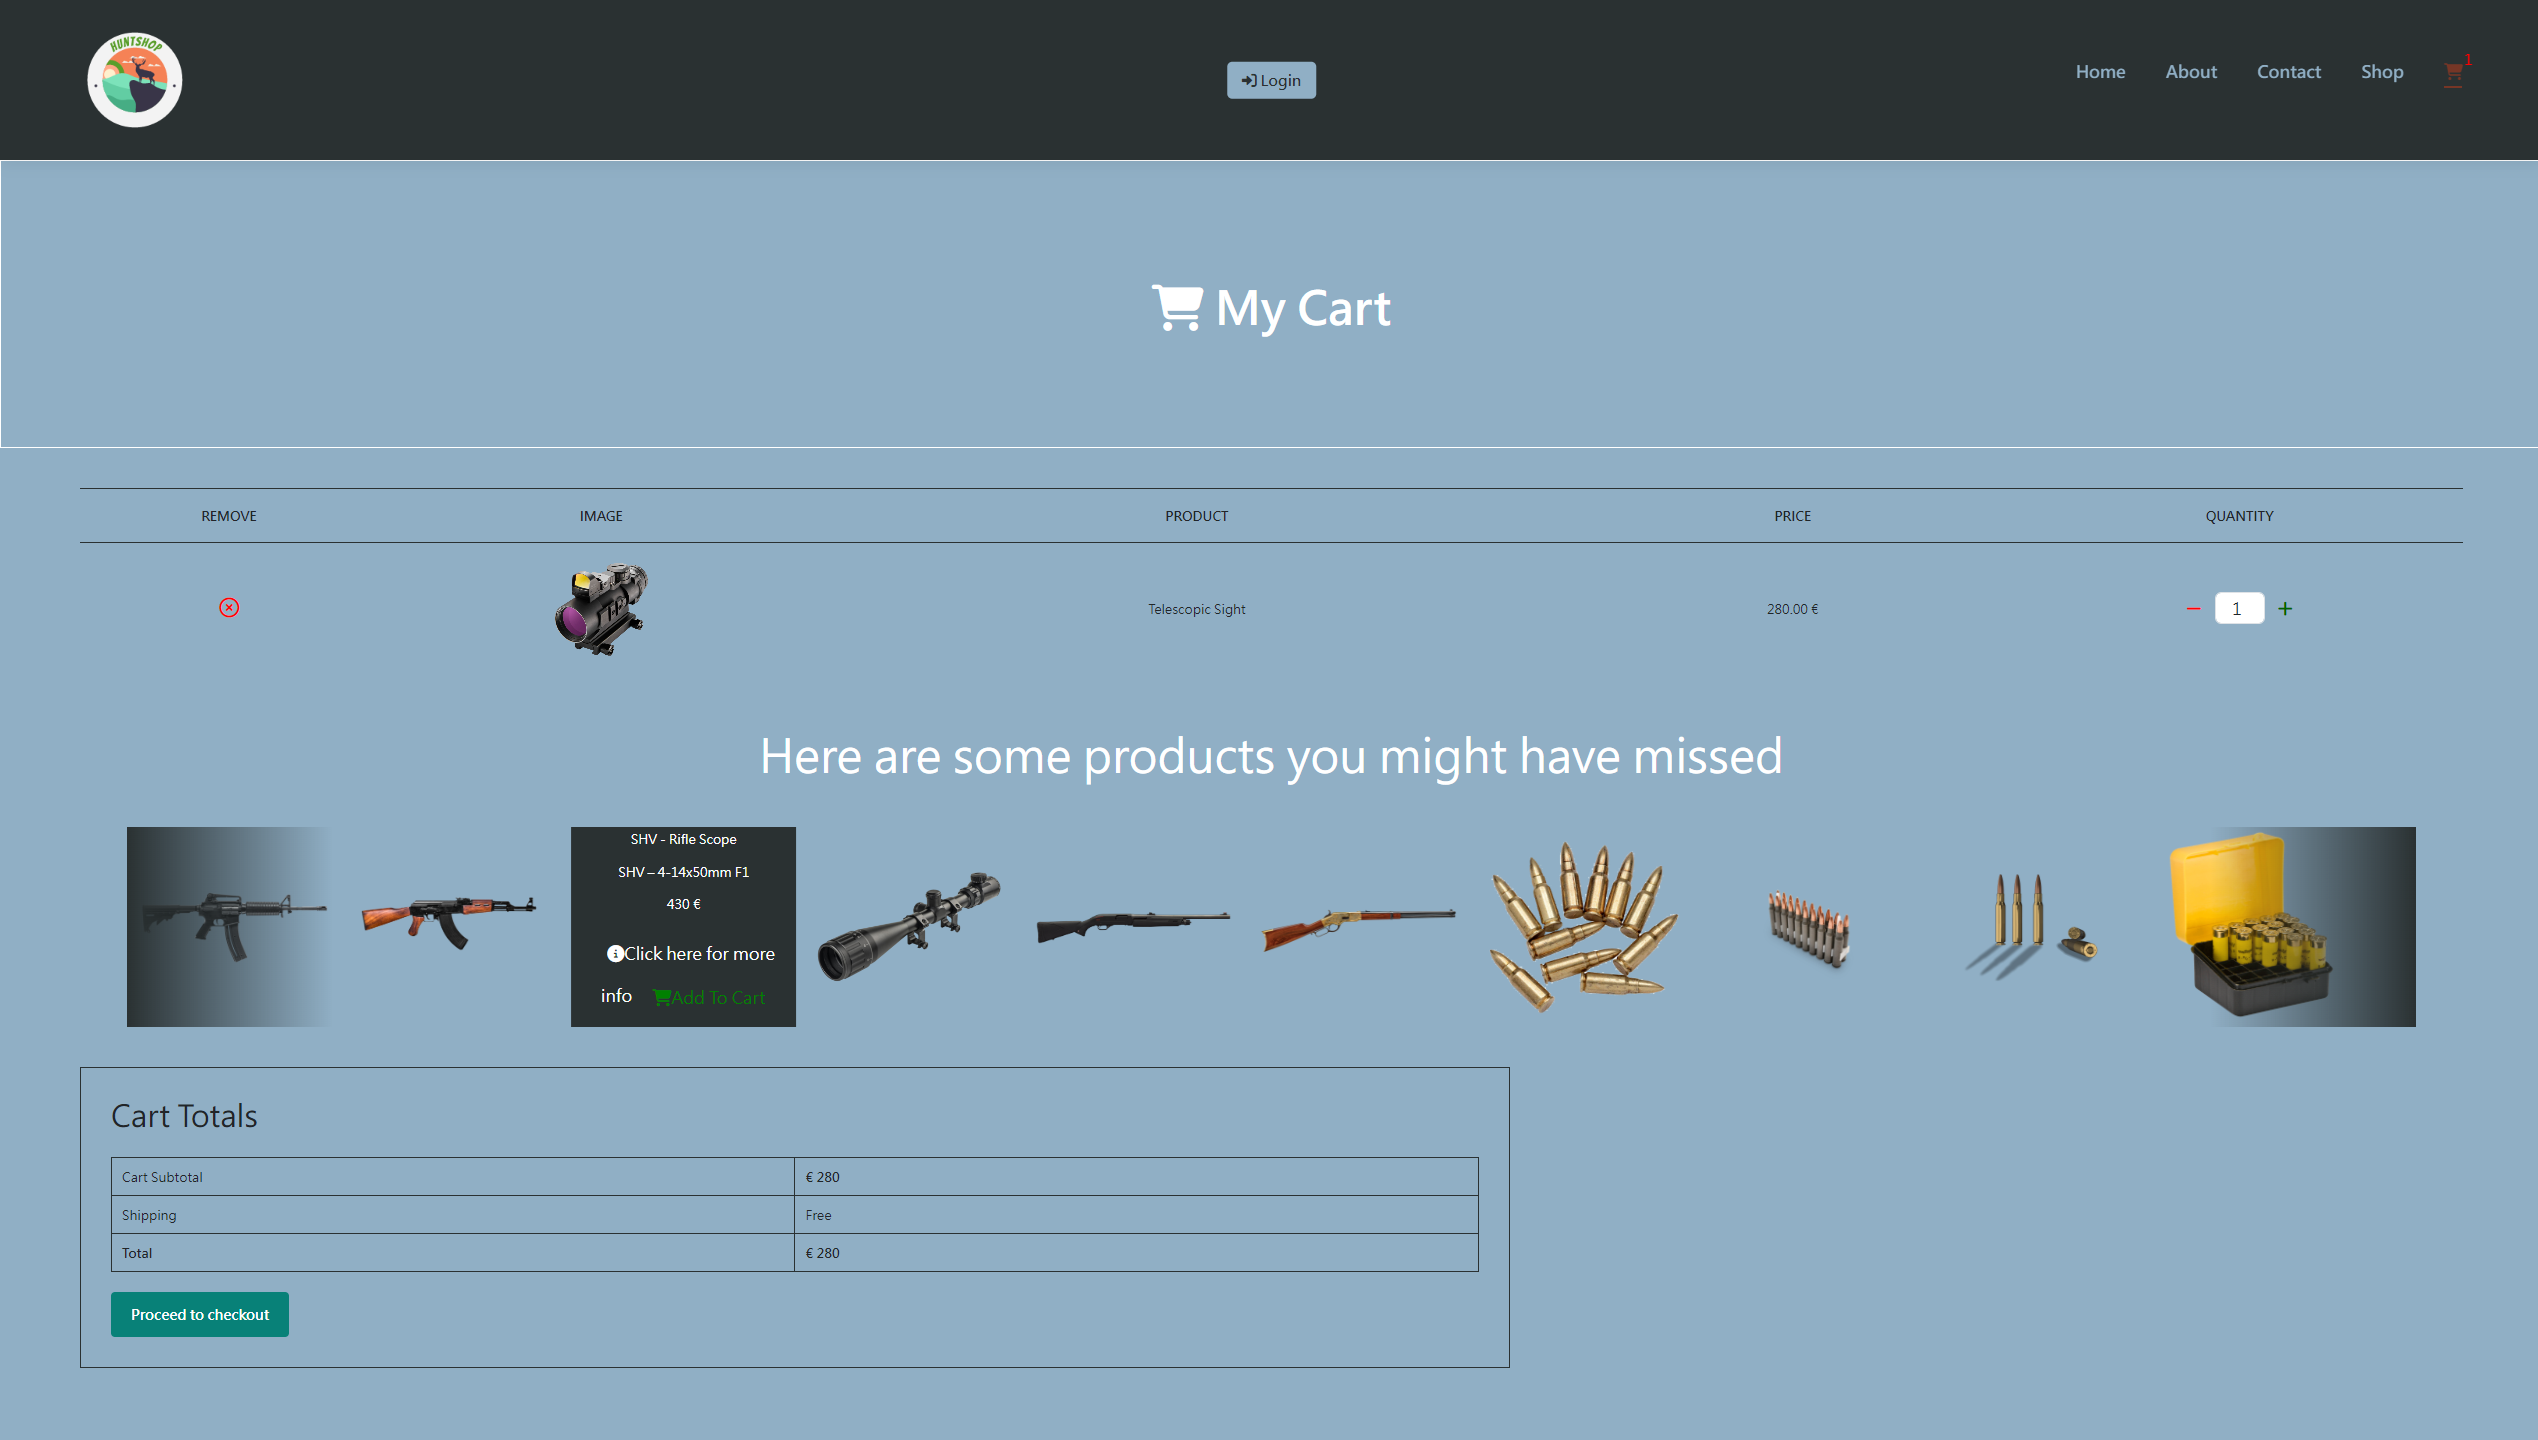 HUNTSHOP
Login
Home
About
Contact
Shop
1
My Cart
REMOVE
IMAGE
PRODUCT
PRICE
QUANTITY
Telescopic Sight
280.00 €
1
Here are some products you might have missed
SHV - Rifle Scope
SHV – 4-14x50mm F1
430 €
Click here for more
info
Add To Cart
Cart Totals
Cart Subtotal
€ 280
Shipping
Free
Total
€ 280
Proceed to checkout